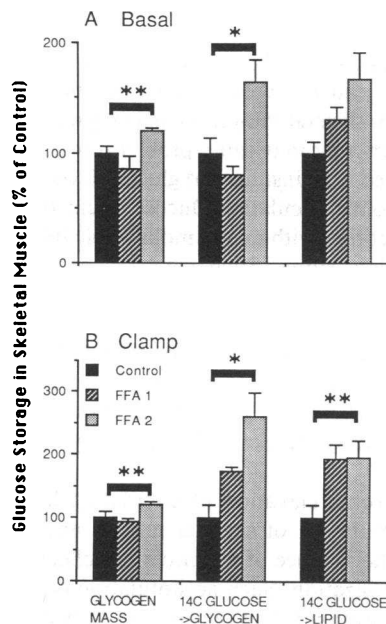 A Basal
Glucose Storage in Skeletal Muscle (% of Control)
200
100
0
**
*
B Clamp
Control
FFA 1
FFA 2
300
200
100
0
**
*
**
GLYCOGEN
MASS
14C GLUCOSE
->GLYCOGEN
14C GLUCOSE
->LIPID